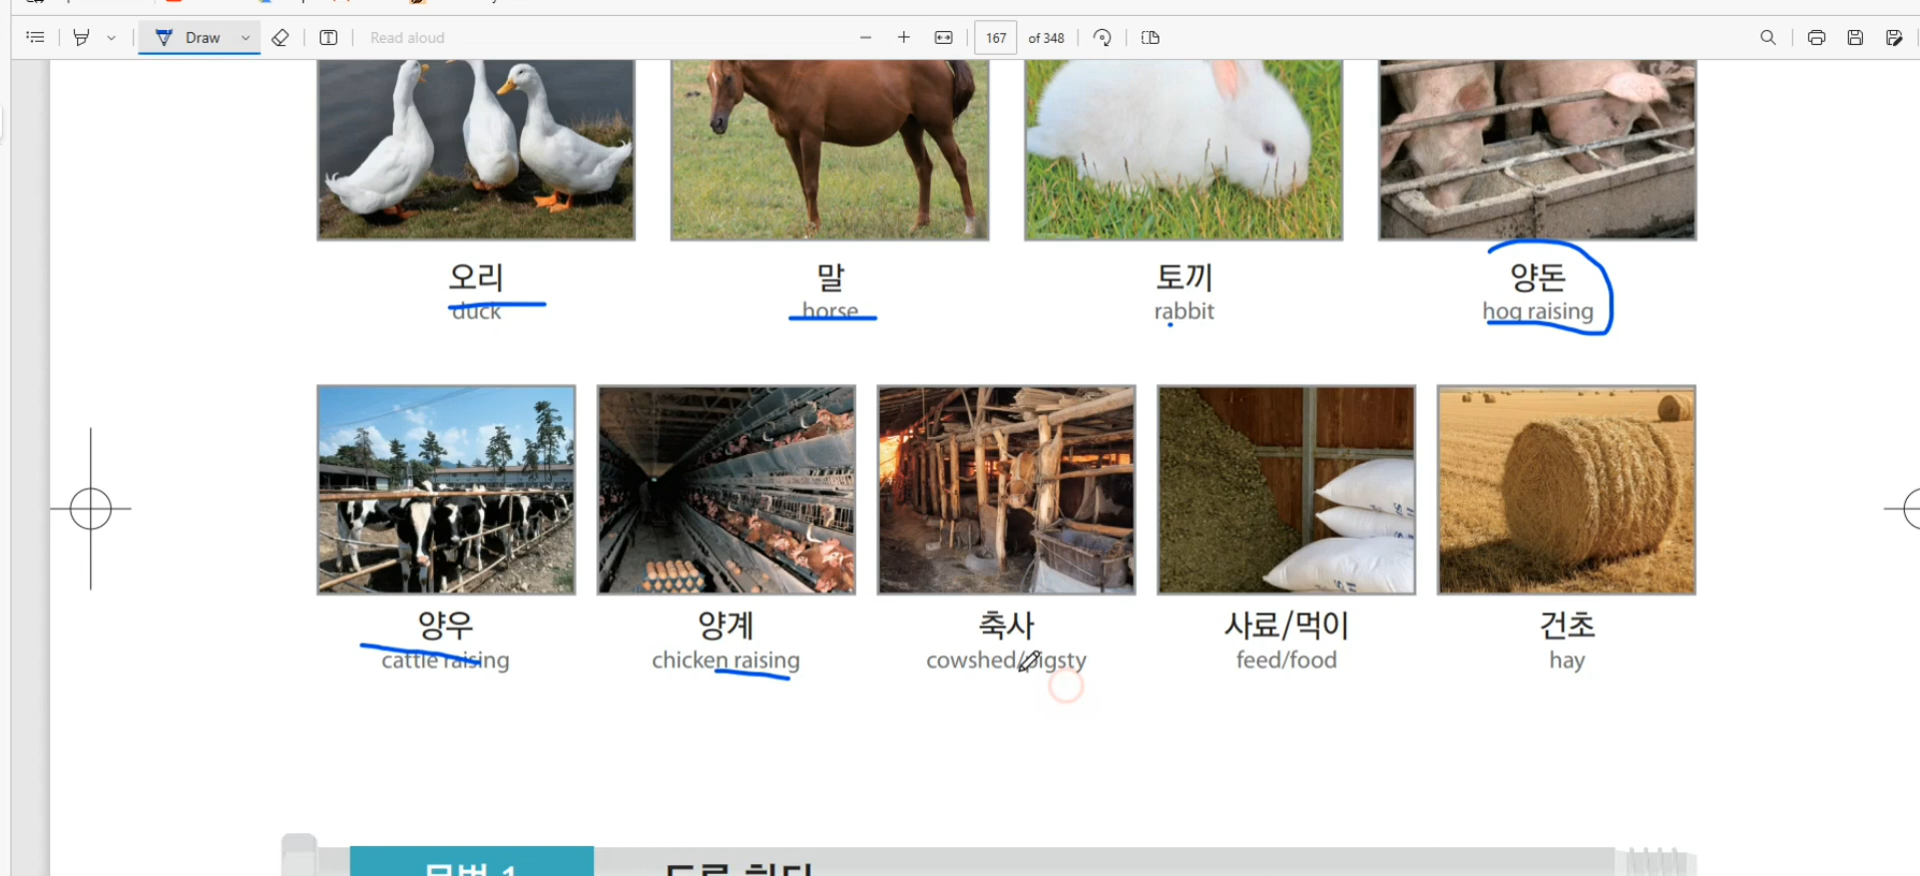 Draw
Read aloud
167 of 348
오리 말 토끼 양돈
duck horse rabbit hog raising
양우 양계 축사 사료/먹이 건초
cattle raising chicken raising cowshed/pigsty feed/food hay